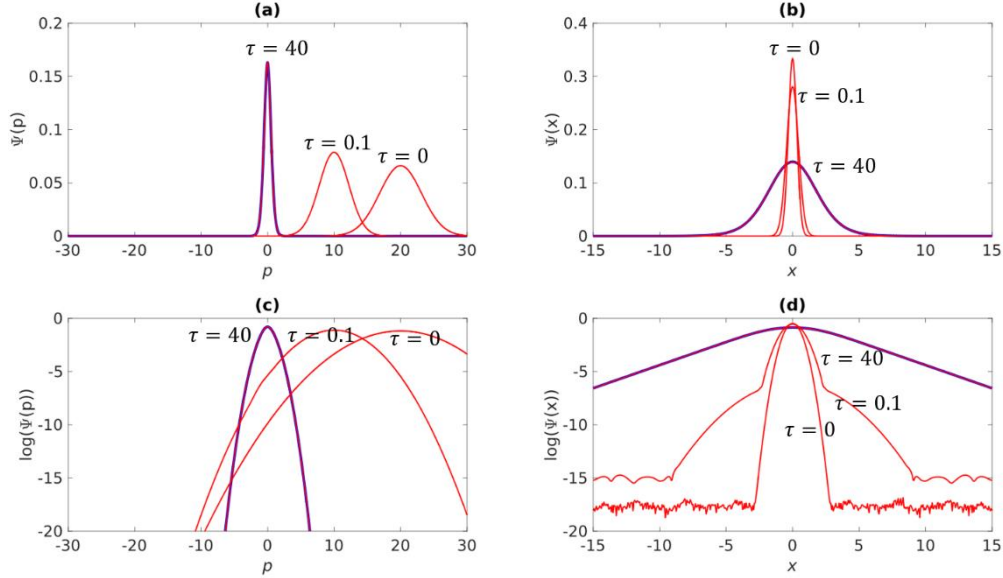 (a)
0.2
0.15
0.1
0.05
0
Ψ(p)
τ = 40
τ = 0.1
τ = 0
-30 -20 -10 0 10 20 30
p
(b)
0.4
0.3
0.2
0.1
0
Ψ(x)
τ = 0
τ = 0.1
τ = 40
-15 -10 -5 0 5 10 15
x
(c)
0
-5
-10
-15
-20
log(Ψ(p))
τ = 40 τ = 0.1 τ = 0
-30 -20 -10 0 10 20 30
p
(d)
0
-5
-10
-15
-20
log(Ψ(x))
τ = 40
τ = 0.1
τ = 0
-15 -10 -5 0 5 10 15
x